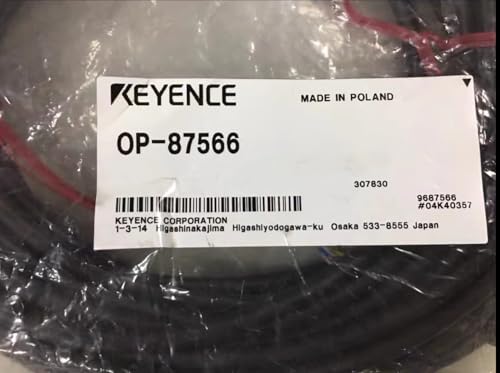 KEYENCE
MADE IN POLAND
OP-87566
307830
9687566
#04K40357
KEYENCE CORPORATION
1-3-14 Higashinakajima Higashiyodogawa-ku Osaka 533-8555 Japan